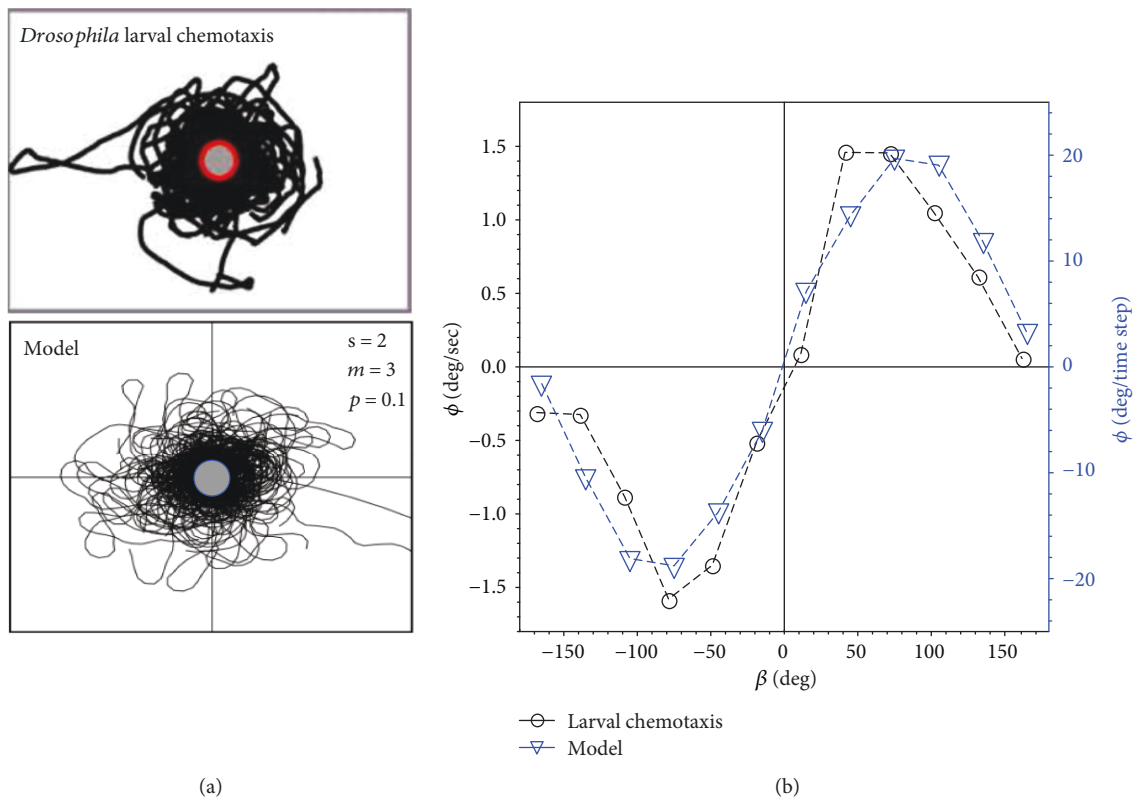 Drosophila larval chemotaxis
Model
s = 2
m = 3
p = 0.1
(a)
ϕ (deg/sec)
1.5
1.0
0.5
0.0
−0.5
−1.0
−1.5
−150
−100
−50
0
50
100
150
β (deg)
20
10
0
−10
−20
ϕ (deg/time step)
Larval chemotaxis
Model
(b)